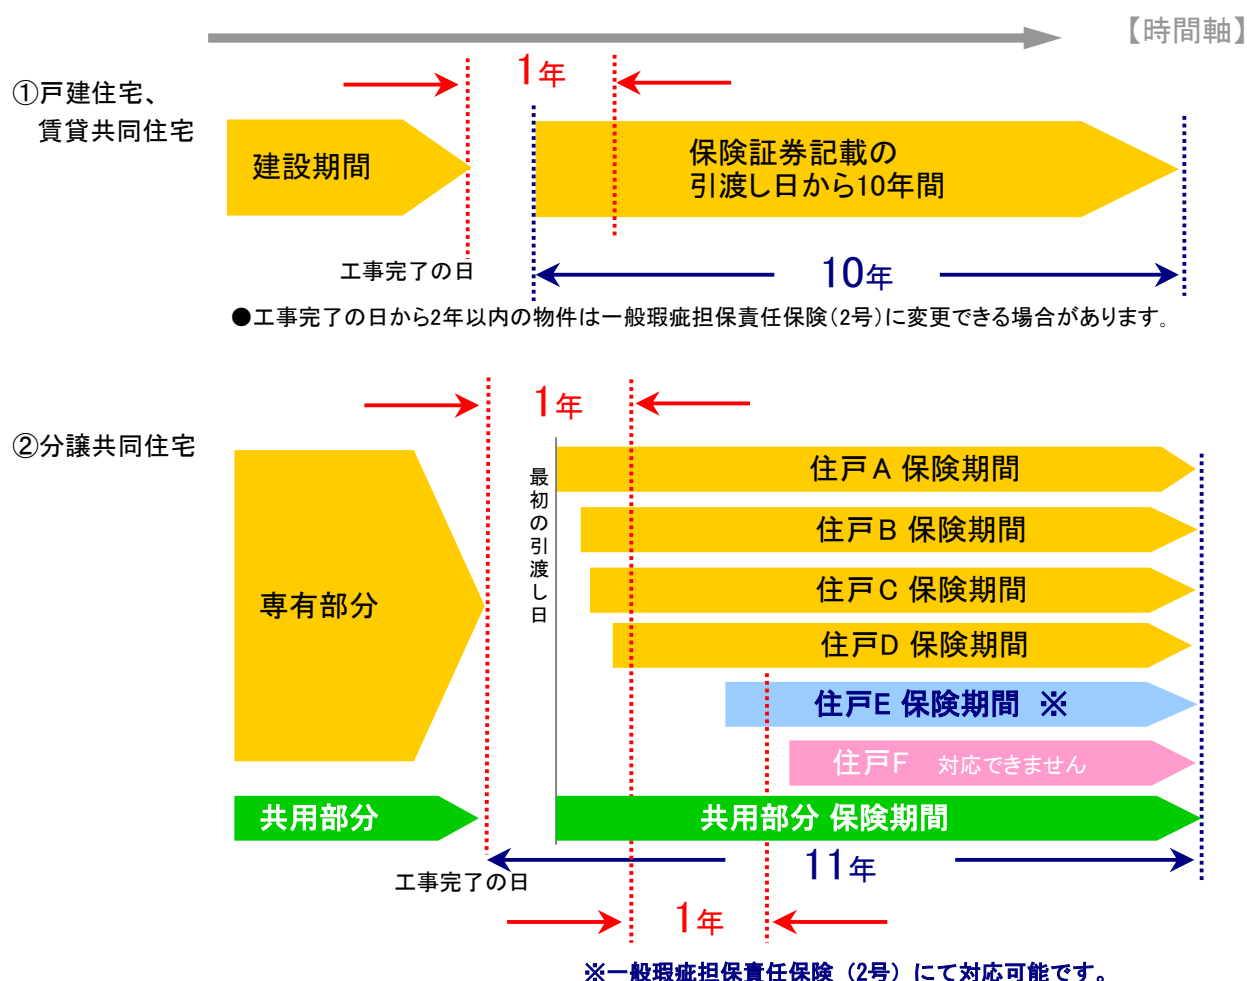 【時間軸】
1年
①戸建住宅、
賃貸共同住宅
建設期間
保険証券記載の
引渡し日から10年間
工事完了の日
10年
●工事完了の日から2年以内の物件は一般瑕疵担保責任保険(2号)に変更できる場合があります。
1年
②分譲共同住宅
最初の引渡し日
専有部分
住戸A 保険期間
住戸B 保険期間
住戸C 保険期間
住戸D 保険期間
住戸E 保険期間 ※
住戸F 対応できません
共用部分
共用部分 保険期間
11年
工事完了の日
1年
※一般瑕疵担保責任保険(2号)にて対応可能です。